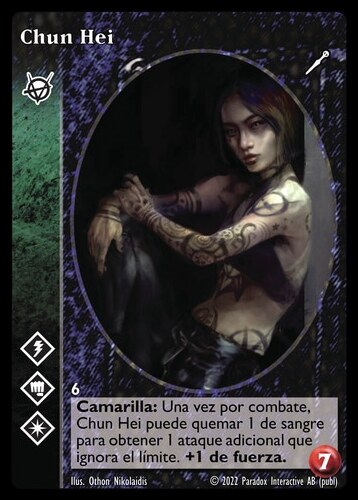 Chun Hei
6
Camarilla: Una vez por combate,
Chun Hei puede quemar 1 de sangre
para obtener 1 ataque adicional que
ignora el límite. +1 de fuerza.
7
Ilus. Othon Nikolaidis © 2022 Paradox Interactive AB (publ)